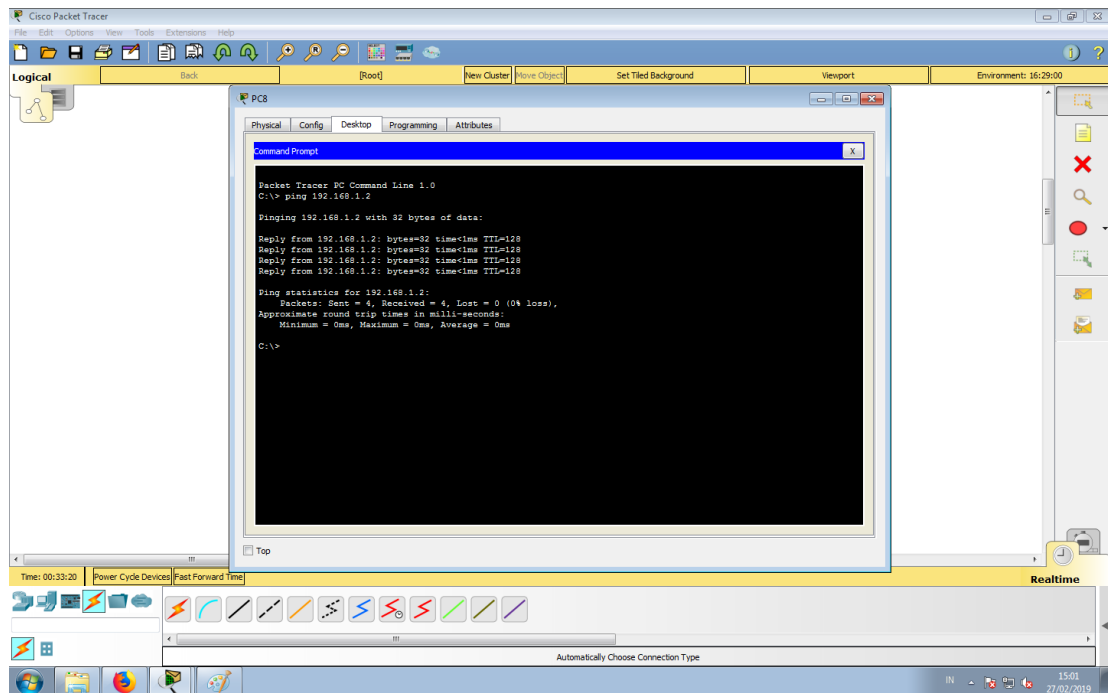 Cisco Packet Tracer
File Edit Options View Tools Extensions Help
Logical Back [Root] New Cluster Move Object Set Tiled Background Viewport Environment: 16:29:00
PC8
Physical Config Desktop Programming Attributes
Command Prompt X
Packet Tracer PC Command Line 1.0
C:\> ping 192.168.1.2
Pinging 192.168.1.2 with 32 bytes of data:
Reply from 192.168.1.2: bytes=32 time<1ms TTL=128
Reply from 192.168.1.2: bytes=32 time<1ms TTL=128
Reply from 192.168.1.2: bytes=32 time<1ms TTL=128
Reply from 192.168.1.2: bytes=32 time<1ms TTL=128
Ping statistics for 192.168.1.2:
Packets: Sent = 4, Received = 4, Lost = 0 (0% loss),
Approximate round trip times in milli-seconds:
Minimum = 0ms, Maximum = 0ms, Average = 0ms
C:\>
Top
Time: 00:33:20 Power Cycle Devices Fast Forward Time Realtime
Automatically Choose Connection Type
IN 15:01
27/02/2019